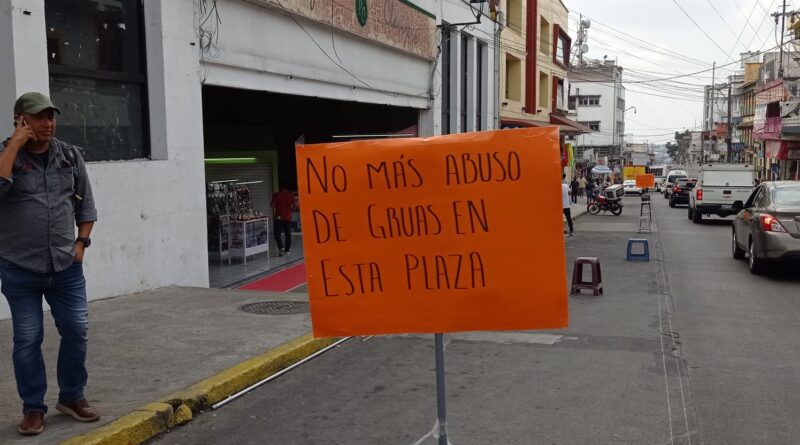 No más abuso
de Gruas en
Esta plaza